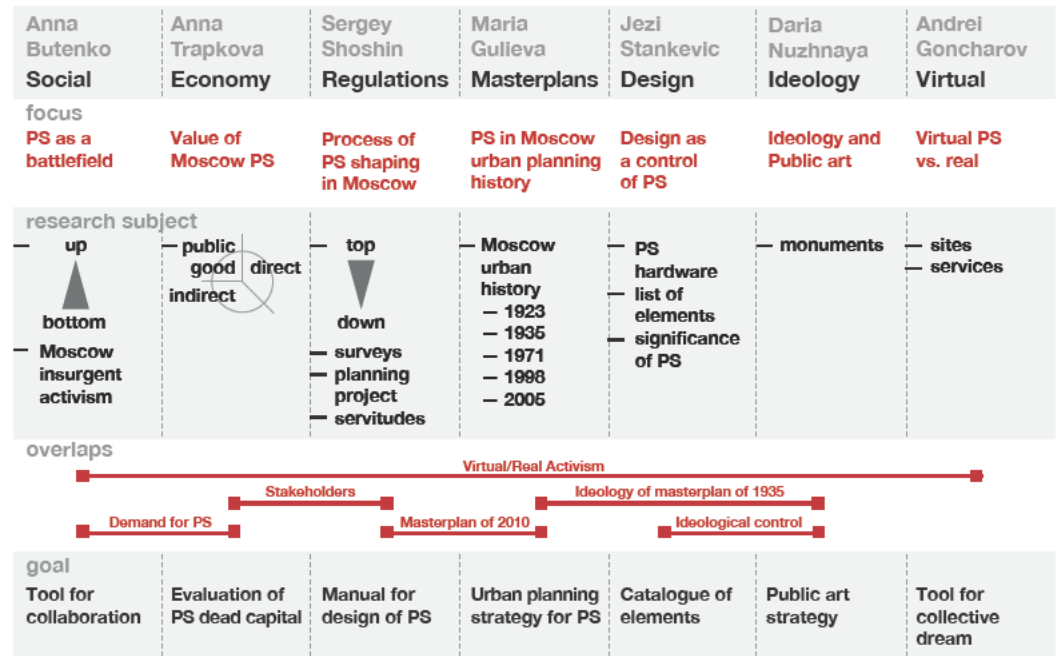 Anna
Butenko
Social
Anna
Trapkova
Economy
Sergey
Shoshin
Regulations
Maria
Gulieva
Masterplans
Jezi
Stankevic
Design
Daria
Nuzhnaya
Ideology
Andrei
Goncharov
Virtual
focus
PS as a
battlefield
Value of
Moscow PS
Process of
PS shaping
in Moscow
PS in Moscow
urban planning
history
Design as
a control
of PS
Ideology and
Public art
Virtual PS
vs. real
research subject
up
bottom
Moscow
insurgent
activism
public
good
direct
indirect
top
down
surveys
planning
project
servitudes
Moscow
urban
history
– 1923
– 1935
– 1971
– 1998
– 2005
PS
hardware
list of
elements
significance
of PS
monuments
sites
services
overlaps
Virtual/Real Activism
Stakeholders
Ideology of masterplan of 1935
Demand for PS
Masterplan of 2010
Ideological control
goal
Tool for
collaboration
Evaluation of
PS dead capital
Manual for
design of PS
Urban planning
strategy for PS
Catalogue of
elements
Public art
strategy
Tool for
collective
dream